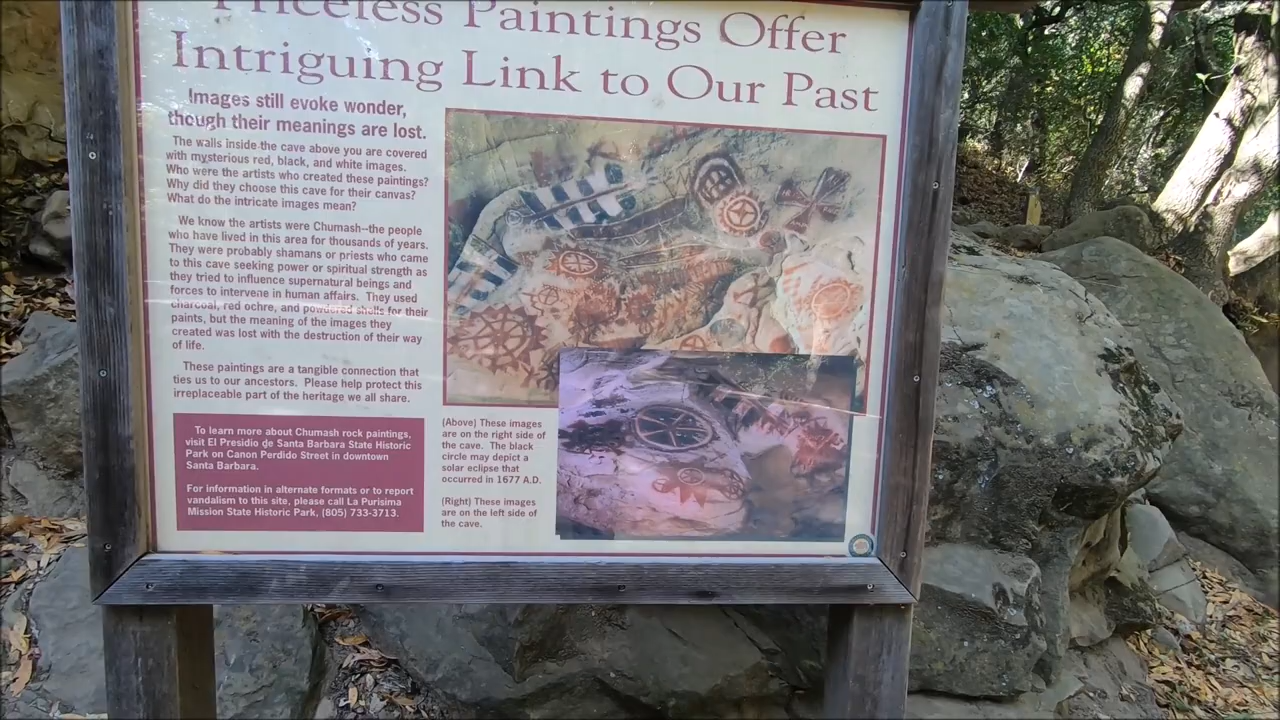 Priceless Paintings Offer
Intriguing Link to Our Past
Images still evoke wonder,
though their meanings are lost.
The walls inside the cave above you are covered
with mysterious red, black, and white images.
Who were the artists who created these paintings?
Why did they choose this cave for their canvas?
What do the intricate images mean?
We know the artists were Chumash--the people
who have lived in this area for thousands of years.
They were probably shamans or priests who came
to this cave seeking power or spiritual strength as
they tried to influence supernatural beings and
forces to intervene in human affairs. They used
charcoal, red ochre, and powdered shells for their
paints, but the meaning of the images they
created was lost with the destruction of their way
of life.
These paintings are a tangible connection that
ties us to our ancestors. Please help protect this
irreplaceable part of the heritage we all share.
To learn more about Chumash rock paintings,
visit El Presidio de Santa Barbara State Historic
Park on Canon Perdido Street in downtown
Santa Barbara.
For information in alternate formats or to report
vandalism to this site, please call La Purisima
Mission State Historic Park, (805) 733-3713.
(Above) These images
are on the right side of
the cave. The black
circle may depict a
solar eclipse that
occurred in 1677 A.D.
(Right) These images
are on the left side of
the cave.